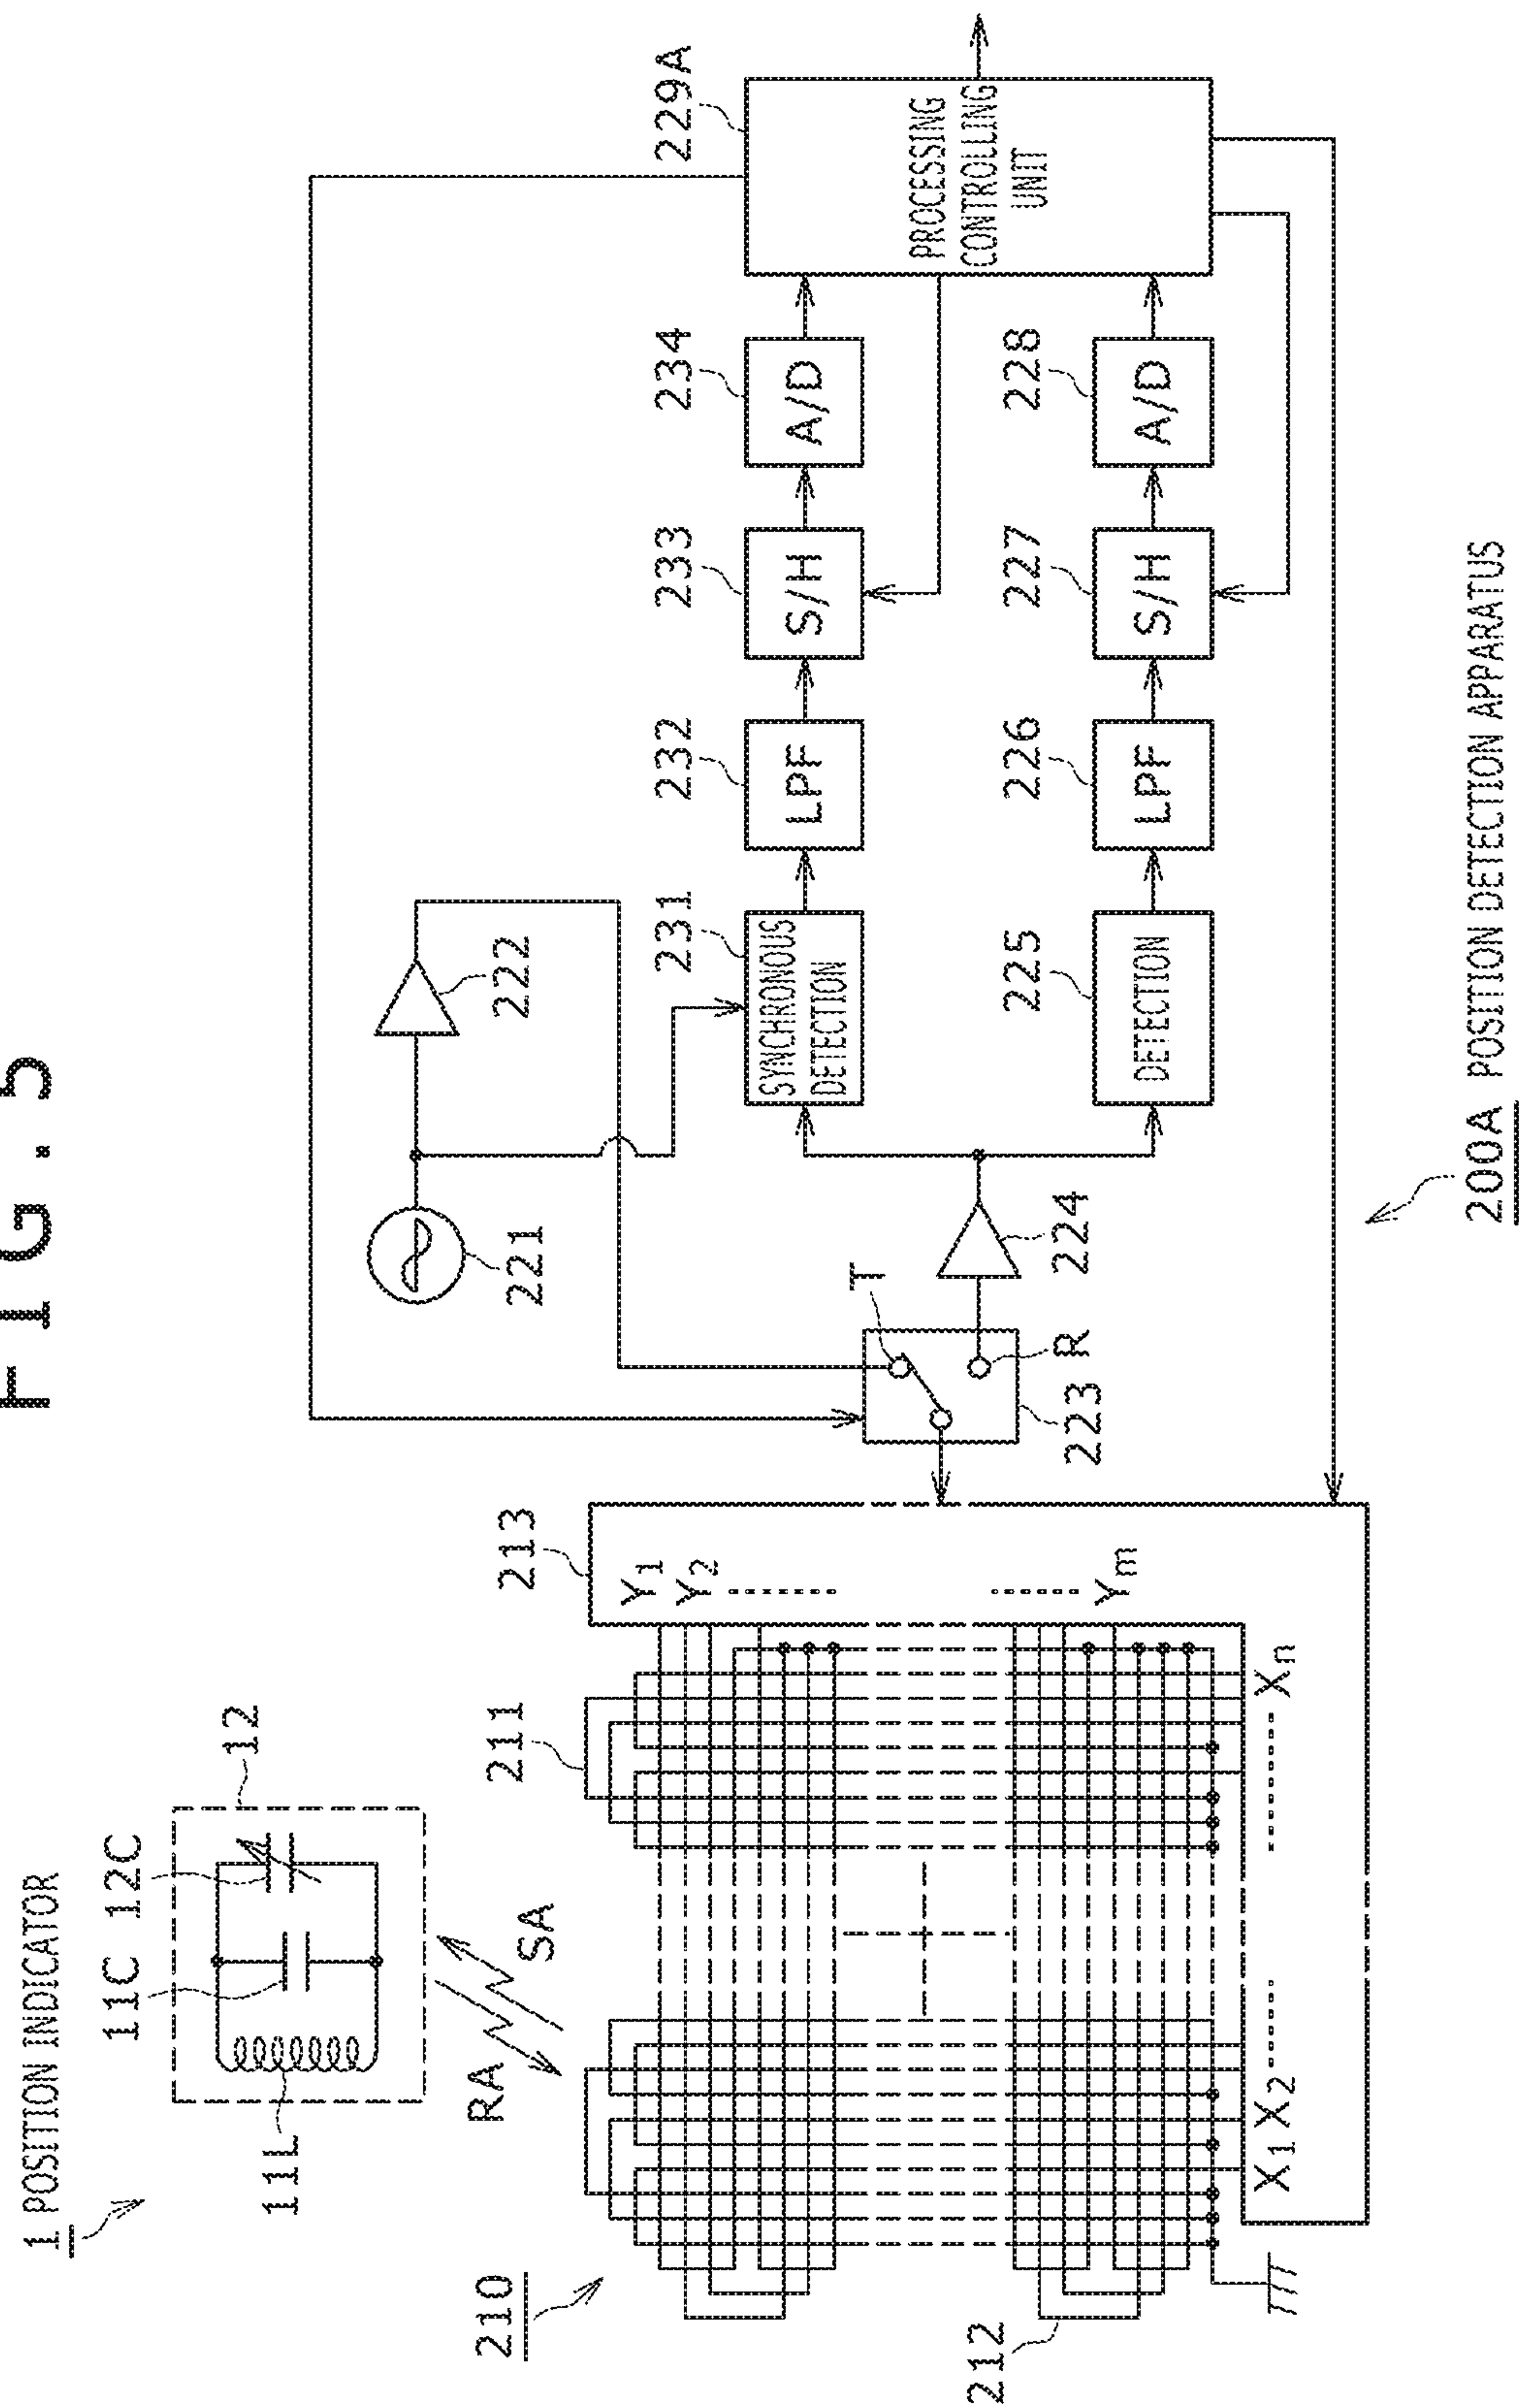 FIG. 5
1 POSITION INDICATOR
11L
11C
12C
12
RA
SA
210
211
212
213
Y1
Y2
Ym
X1
X2
Xn
221
222
223
T
R
224
SYNCHRONOUS
DETECTION
231
LPF
232
S/H
233
A/D
234
DETECTION
225
LPF
226
S/H
227
A/D
228
PROCESSING
CONTROLLING
UNIT
229A
200A POSITION DETECTION APPARATUS